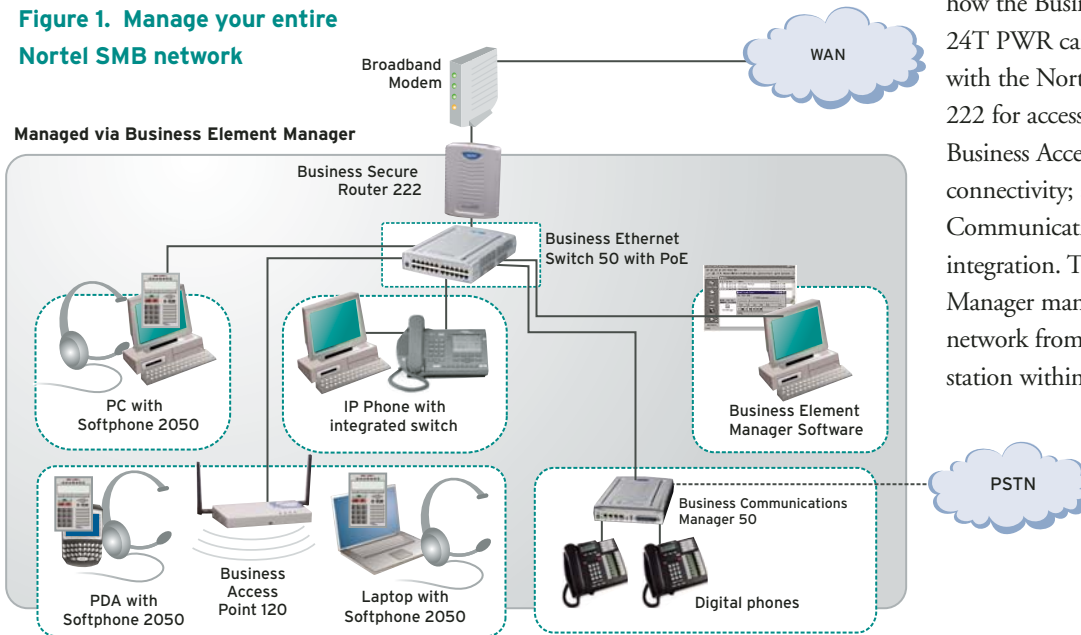 Figure 1. Manage your entire
Nortel SMB network
Broadband
Modem
WAN
Managed via Business Element Manager
Business Secure
Router 222
Business Ethernet
Switch 50 with PoE
PC with
Softphone 2050
IP Phone with
integrated switch
Business Element
Manager Software
PDA with
Softphone 2050
Business
Access
Point 120
Laptop with
Softphone 2050
Business Communications
Manager 50
Digital phones
PSTN
how the Busin
24T PWR ca
with the Nort
222 for access
Business Acce
connectivity;
Communicati
integration. T
Manager man
network from
station within